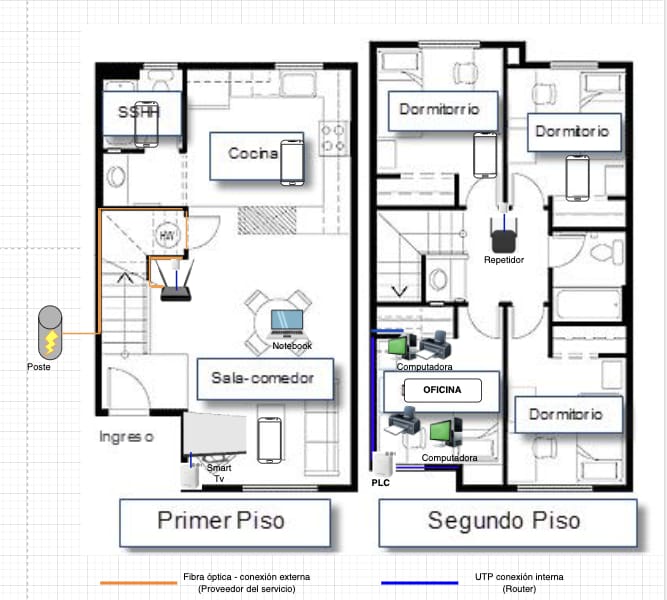 SSHH
Cocina
Dormitorrio
Dormitorio
HW
Repetidor
Poste
Notebook
Sala-comedor
Computadora
OFICINA
Computadora
Dormitorio
Ingreso
Smart
Tv
PLC
Primer Piso
Segundo Piso
Fibra óptica - conexión externa
(Proveedor del servicio)
UTP conexión interna
(Router)